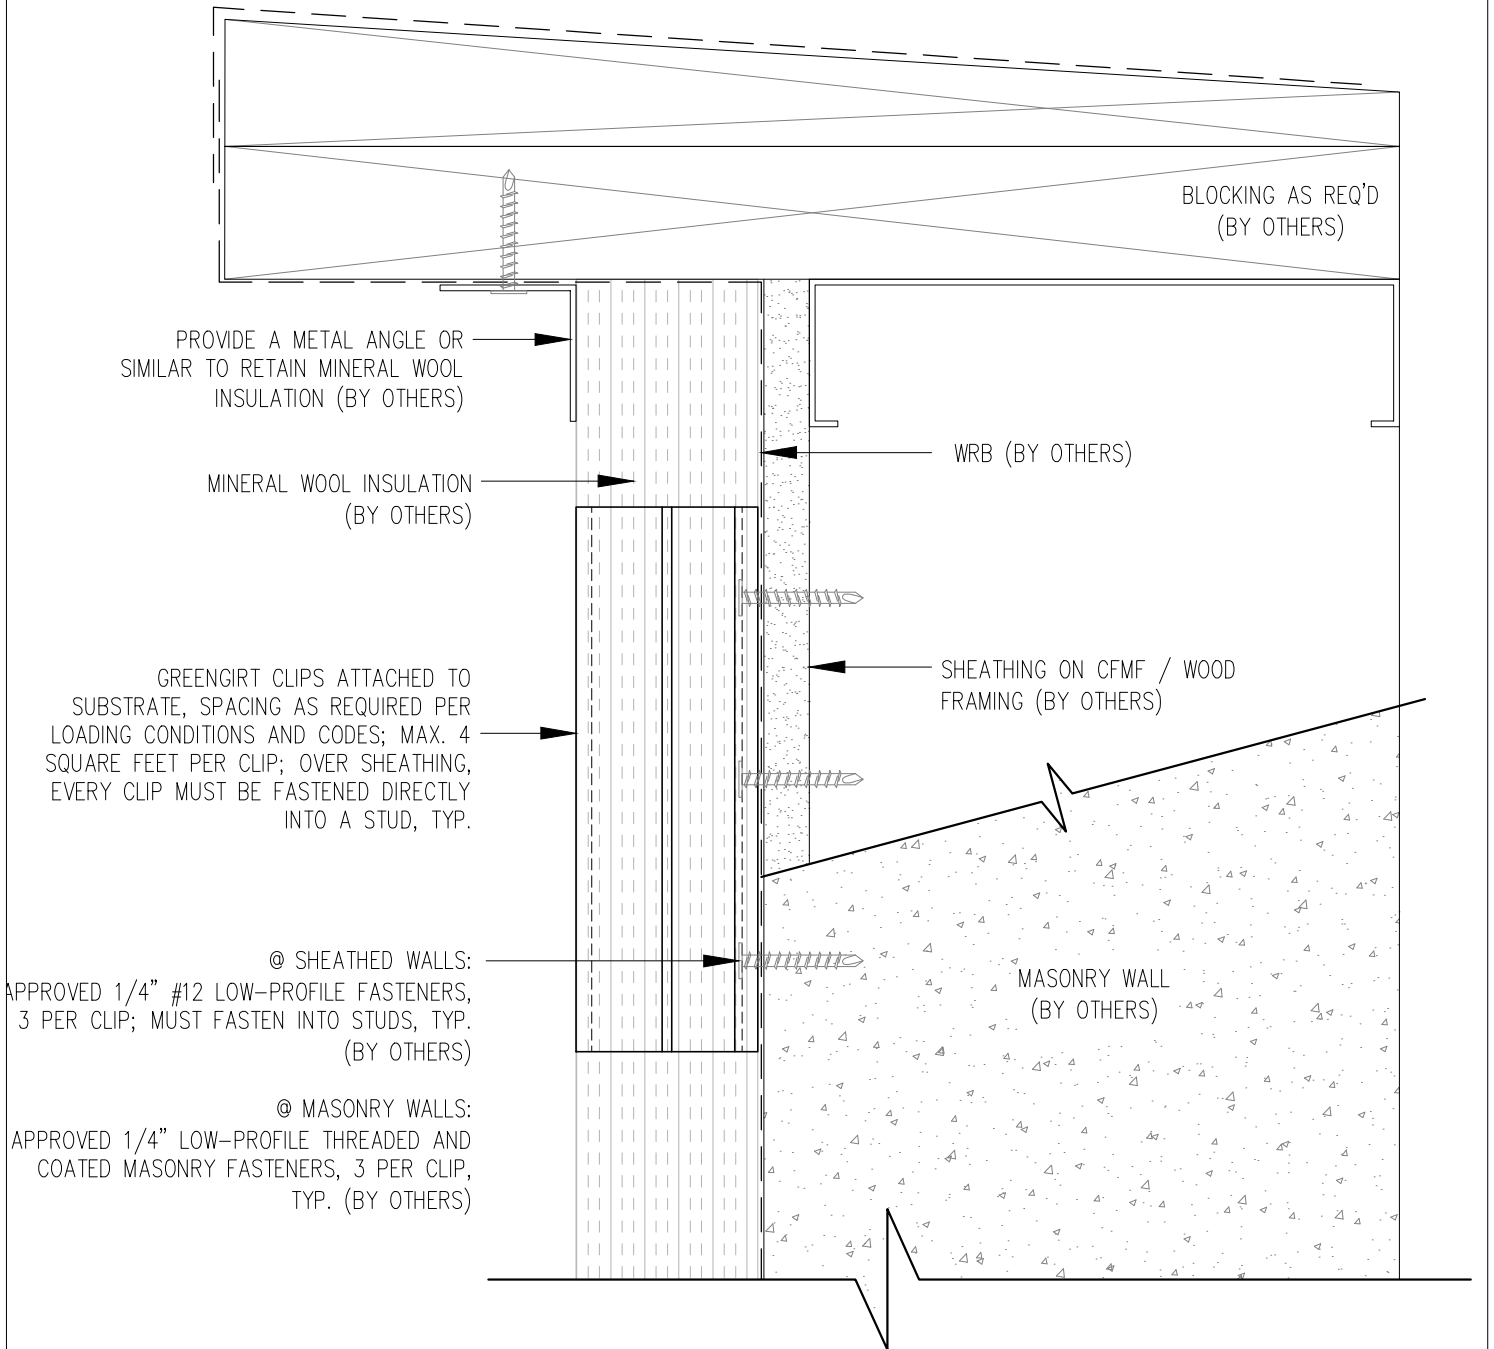 BLOCKING AS REQ'D
(BY OTHERS)
PROVIDE A METAL ANGLE OR
SIMILAR TO RETAIN MINERAL WOOL
INSULATION (BY OTHERS)
WRB (BY OTHERS)
MINERAL WOOL INSULATION
(BY OTHERS)
SHEATHING ON CFMF / WOOD
FRAMING (BY OTHERS)
GREENGIRT CLIPS ATTACHED TO
SUBSTRATE, SPACING AS REQUIRED PER
LOADING CONDITIONS AND CODES; MAX. 4
SQUARE FEET PER CLIP; OVER SHEATHING,
EVERY CLIP MUST BE FASTENED DIRECTLY
INTO A STUD, TYP.
@ SHEATHED WALLS:
APPROVED 1/4" #12 LOW-PROFILE FASTENERS,
3 PER CLIP; MUST FASTEN INTO STUDS, TYP.
(BY OTHERS)
MASONRY WALL
(BY OTHERS)
@ MASONRY WALLS:
APPROVED 1/4" LOW-PROFILE THREADED AND
COATED MASONRY FASTENERS, 3 PER CLIP,
TYP. (BY OTHERS)